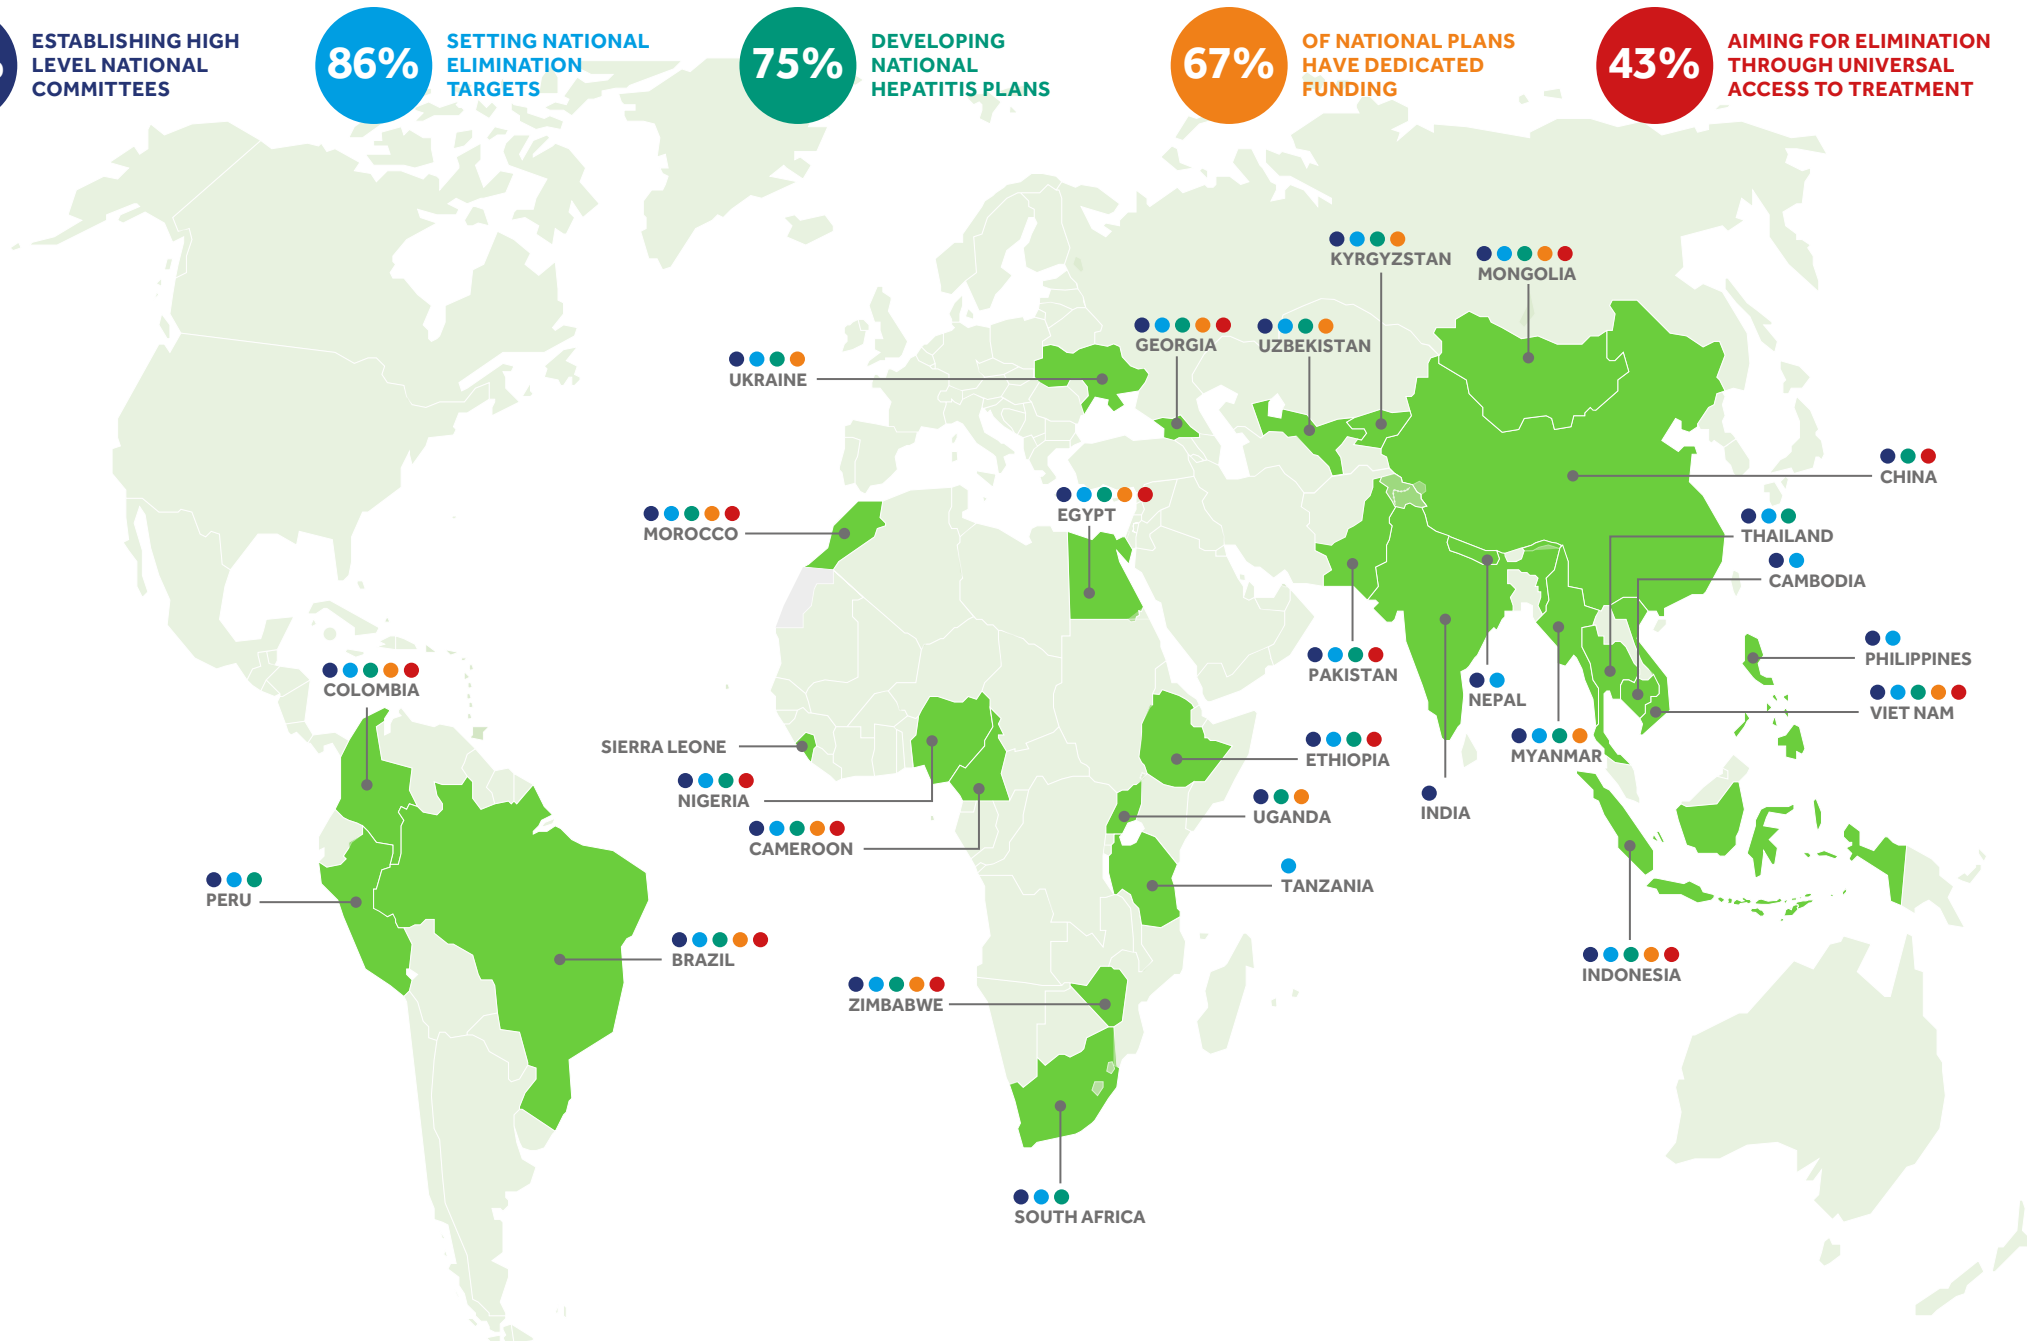 %
ESTABLISHING HIGH
LEVEL NATIONAL
COMMITTEES
86%
SETTING NATIONAL
ELIMINATION
TARGETS
75%
DEVELOPING
NATIONAL
HEPATITIS PLANS
67%
OF NATIONAL PLANS
HAVE DEDICATED
FUNDING
43%
AIMING FOR ELIMINATION
THROUGH UNIVERSAL
ACCESS TO TREATMENT
KYRGYZSTAN
MONGOLIA
GEORGIA
UZBEKISTAN
UKRAINE
CHINA
EGYPT
MOROCCO
THAILAND
CAMBODIA
PHILIPPINES
PAKISTAN
COLOMBIA
NEPAL
VIET NAM
SIERRA LEONE
MYANMAR
ETHIOPIA
NIGERIA
INDIA
UGANDA
CAMEROON
TANZANIA
PERU
BRAZIL
INDONESIA
ZIMBABWE
SOUTH AFRICA